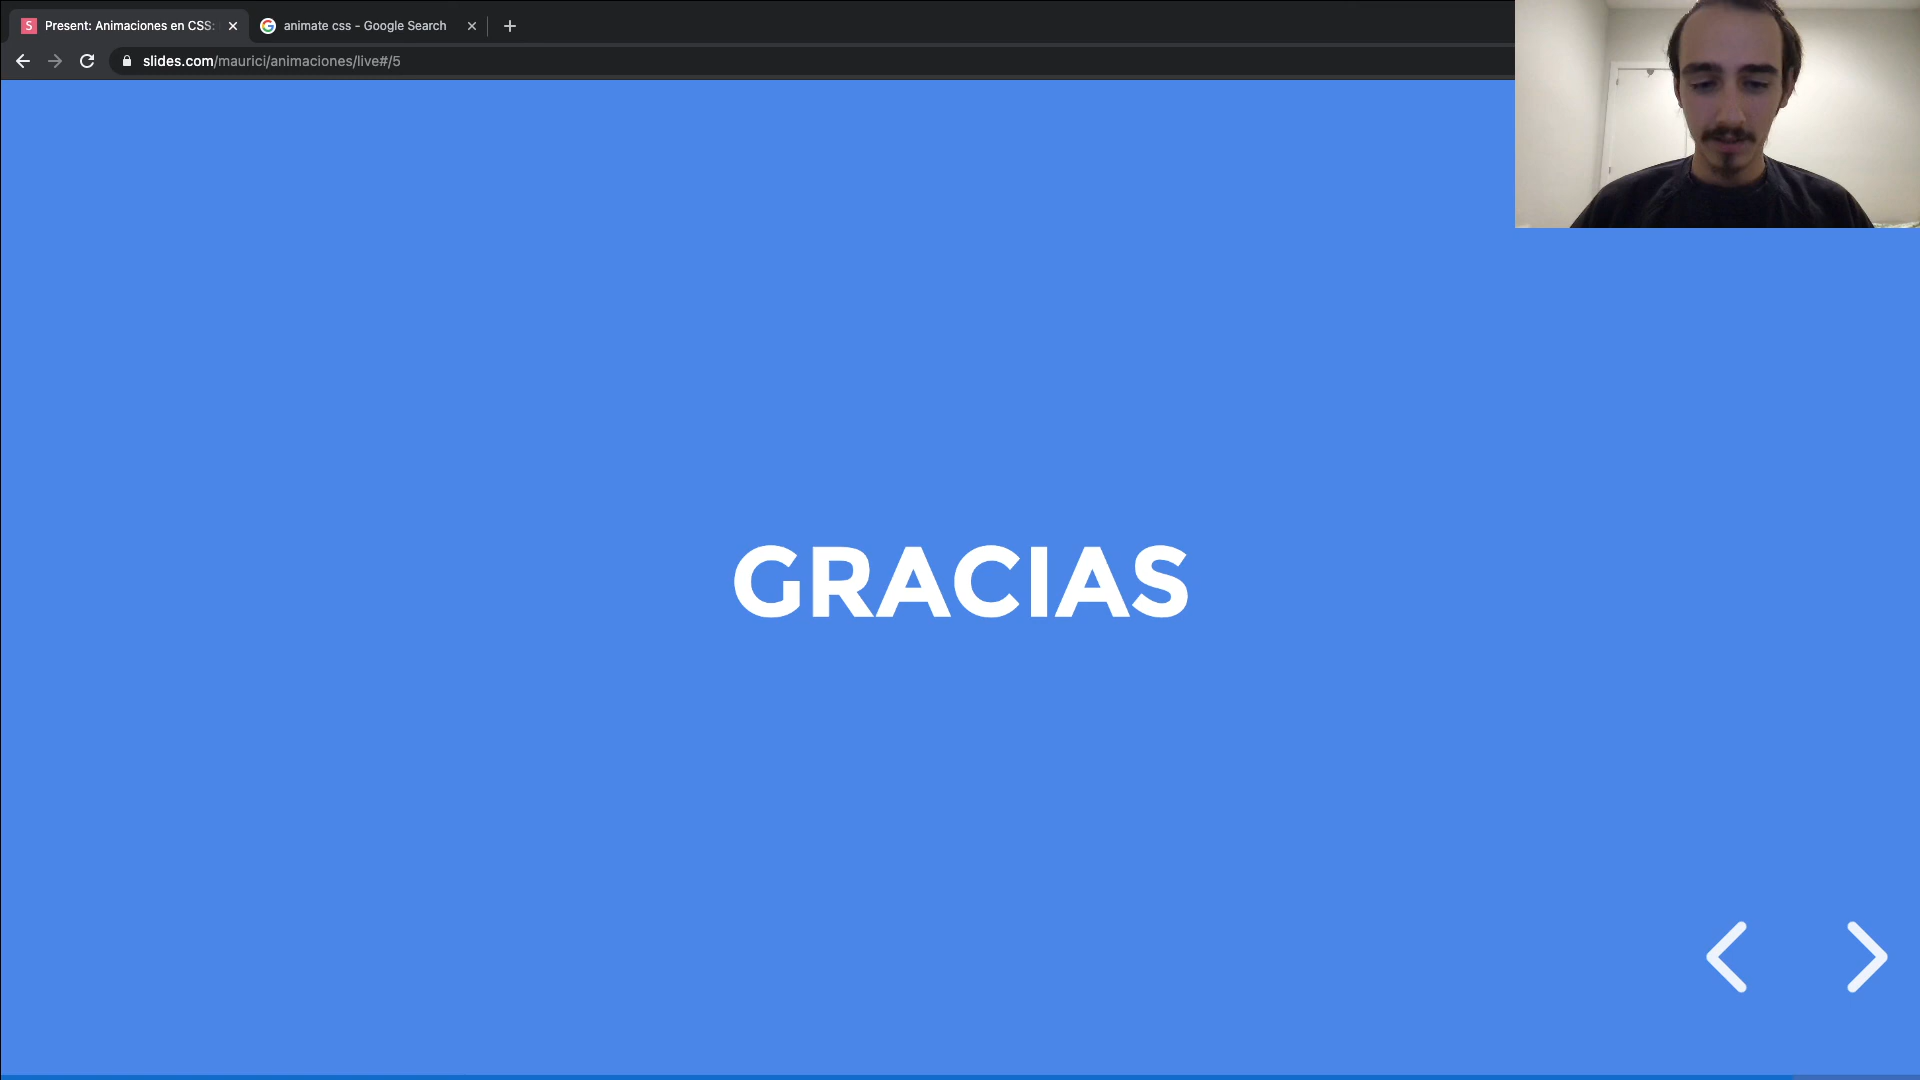 S Present: Animaciones en CSS:
animate css - Google Search
slides.com/maurici/animaciones/live#/5
GRACIAS